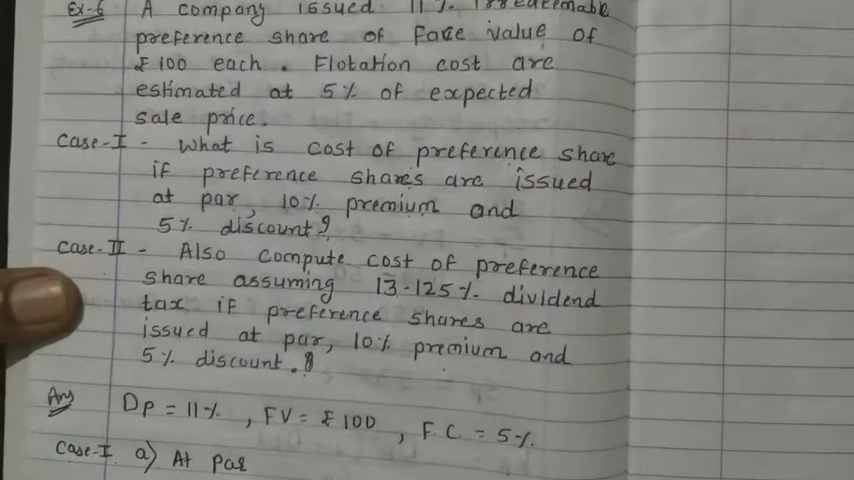 Ex-6 A company issued 11% Irredeemable
preference share of Face value of
₹100 each. Flotation cost are
estimated at 5% of expected
sale price.
Case-I - What is cost of preference share
if preference shares are issued
at par, 10% premium and
5% discount?
Case-II - Also compute cost of preference
share assuming 13.125% dividend
tax if preference shares are
issued at par, 10% premium and
5% discount.?
Ans Dp = 11%, FV = ₹100, F.C. = 5%.
Case-I a) At par